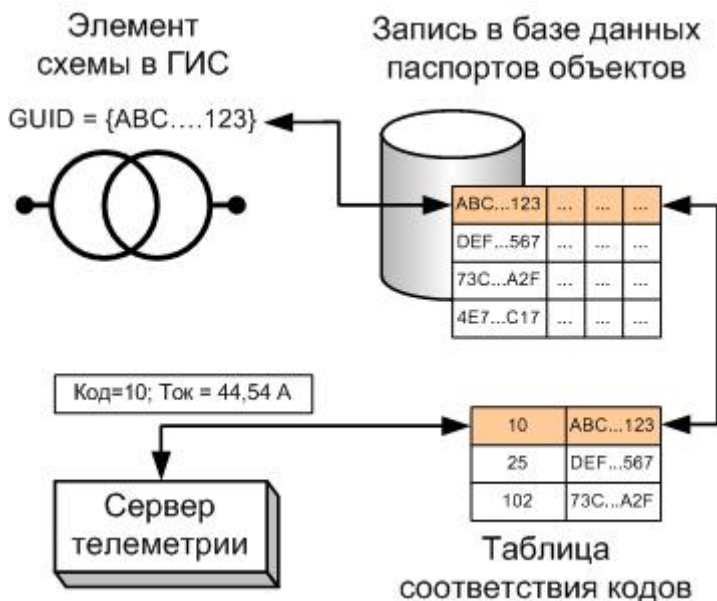 Элемент
схемы в ГИС
GUID = {ABC....123}
Запись в базе данных
паспортов объектов
ABC...123 ... ... ...
DEF...567 ... ... ...
73C...A2F ... ... ...
4E7...C17 ... ... ...
Код=10; Ток = 44,54 А
Сервер
телеметрии
10 ABC...123
25 DEF...567
102 73C...A2F
Таблица
соответствия кодов